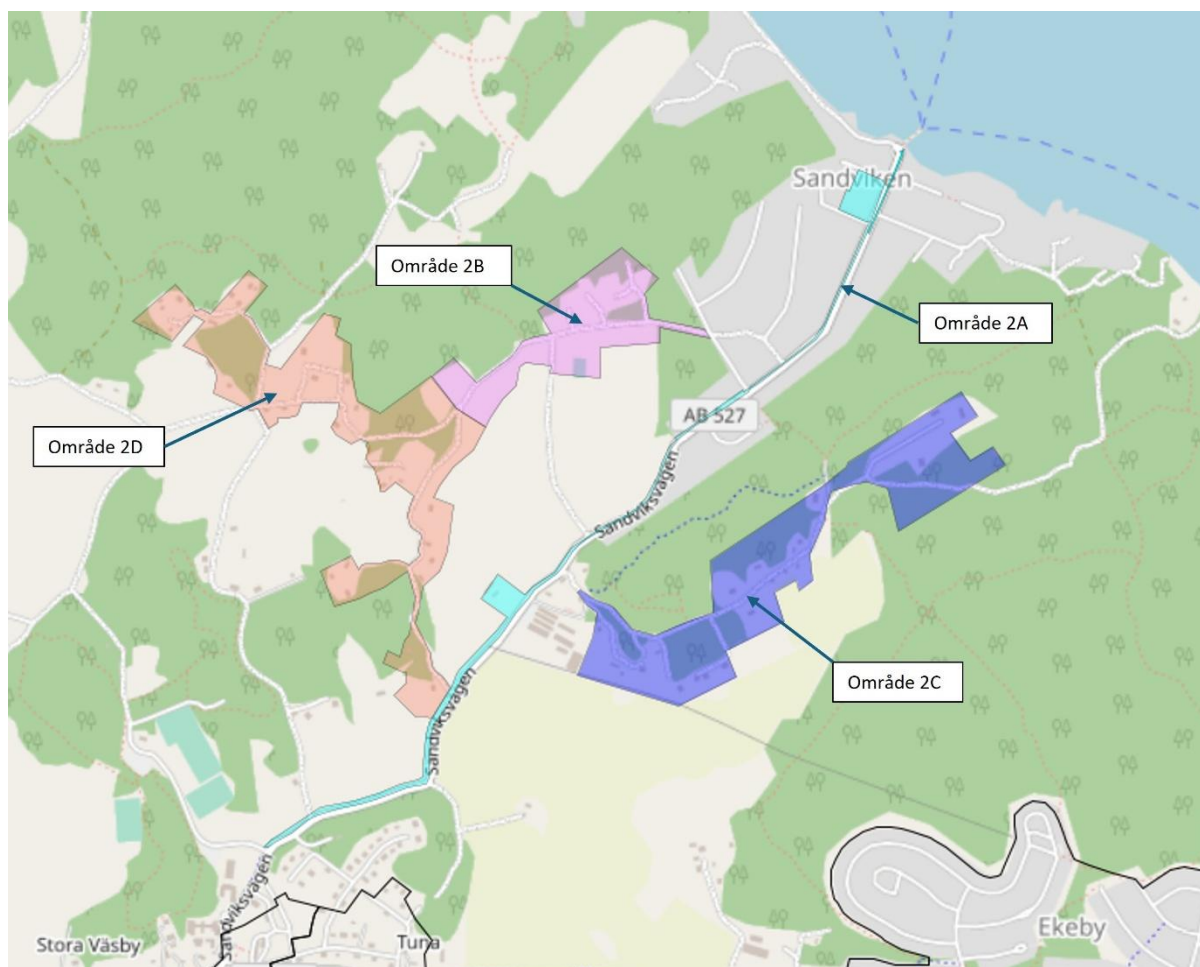 Sandviken
Område 2B
Område 2A
AB 527
Område 2D
Sandviksvägen
Område 2C
Sandviksvägen
Sandviksvägen
Stora Väsby
Tuna
Ekeby